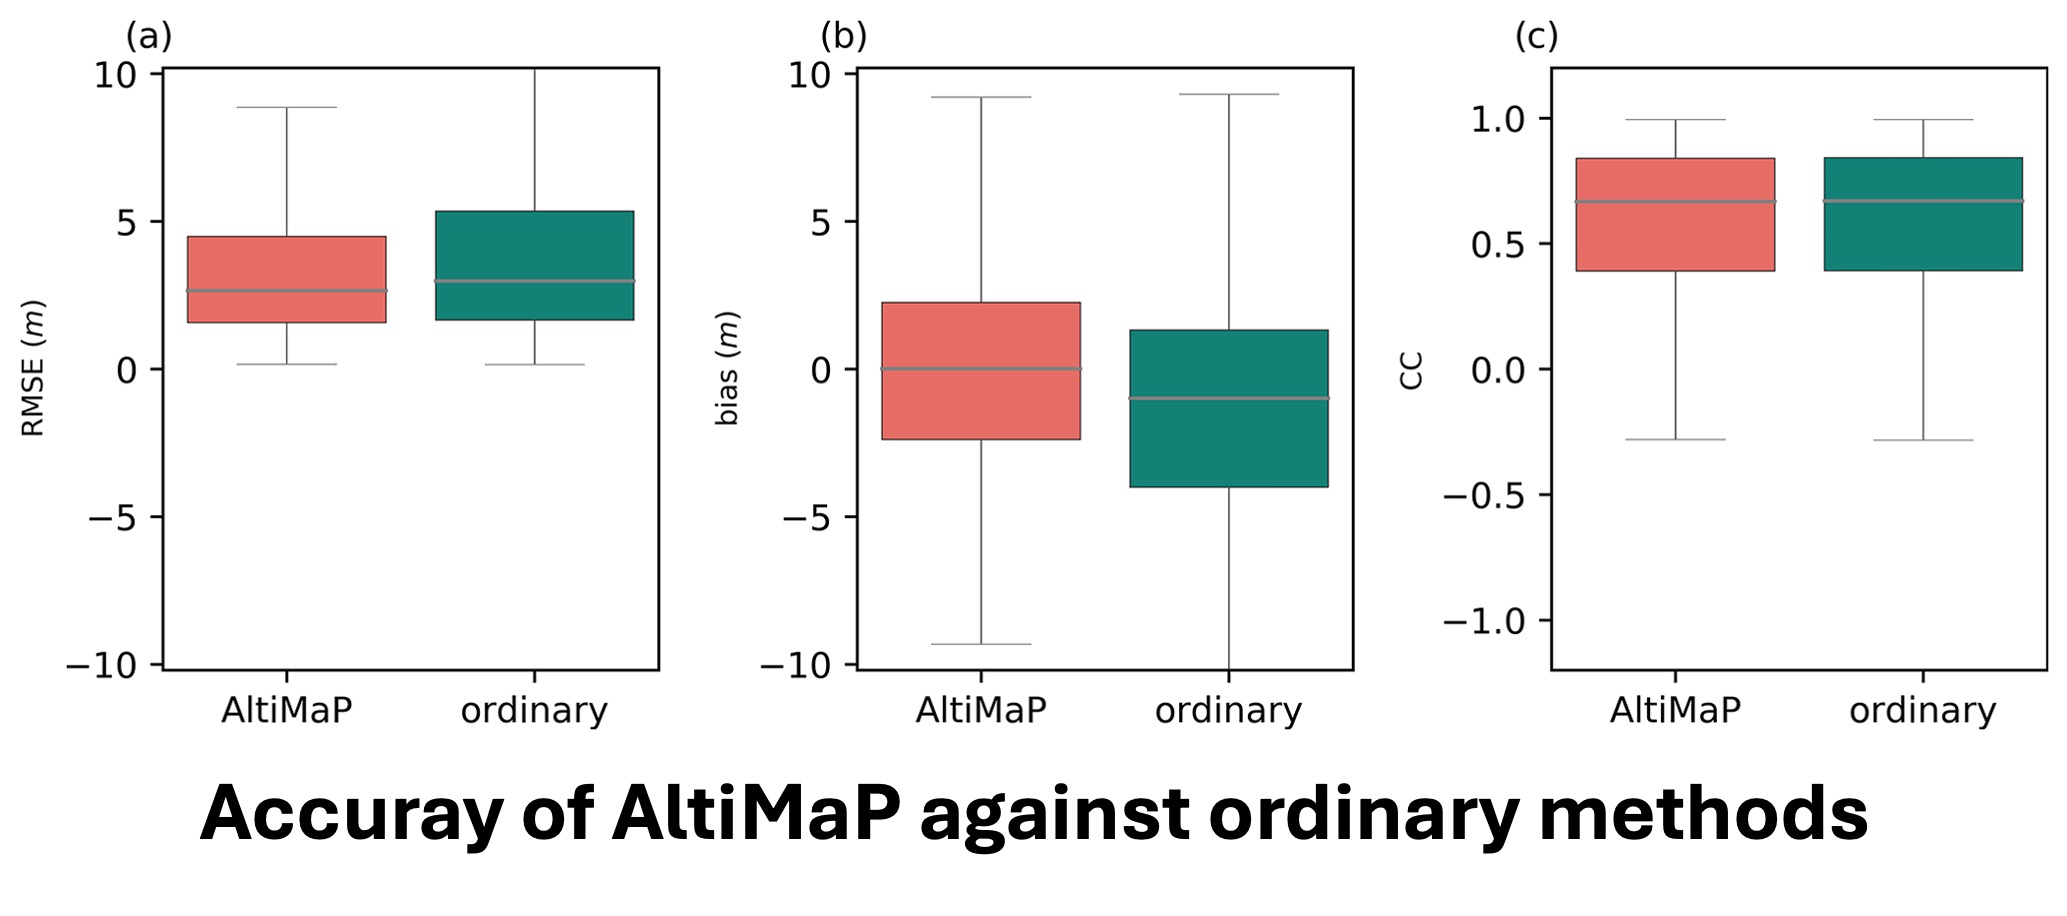 (a)
10
5
0
−5
−10
RMSE (m)
AltiMaP ordinary
(b)
10
5
0
−5
−10
bias (m)
AltiMaP ordinary
(c)
1.0
0.5
0.0
−0.5
−1.0
CC
AltiMaP ordinary
Accuray of AltiMaP against ordinary methods